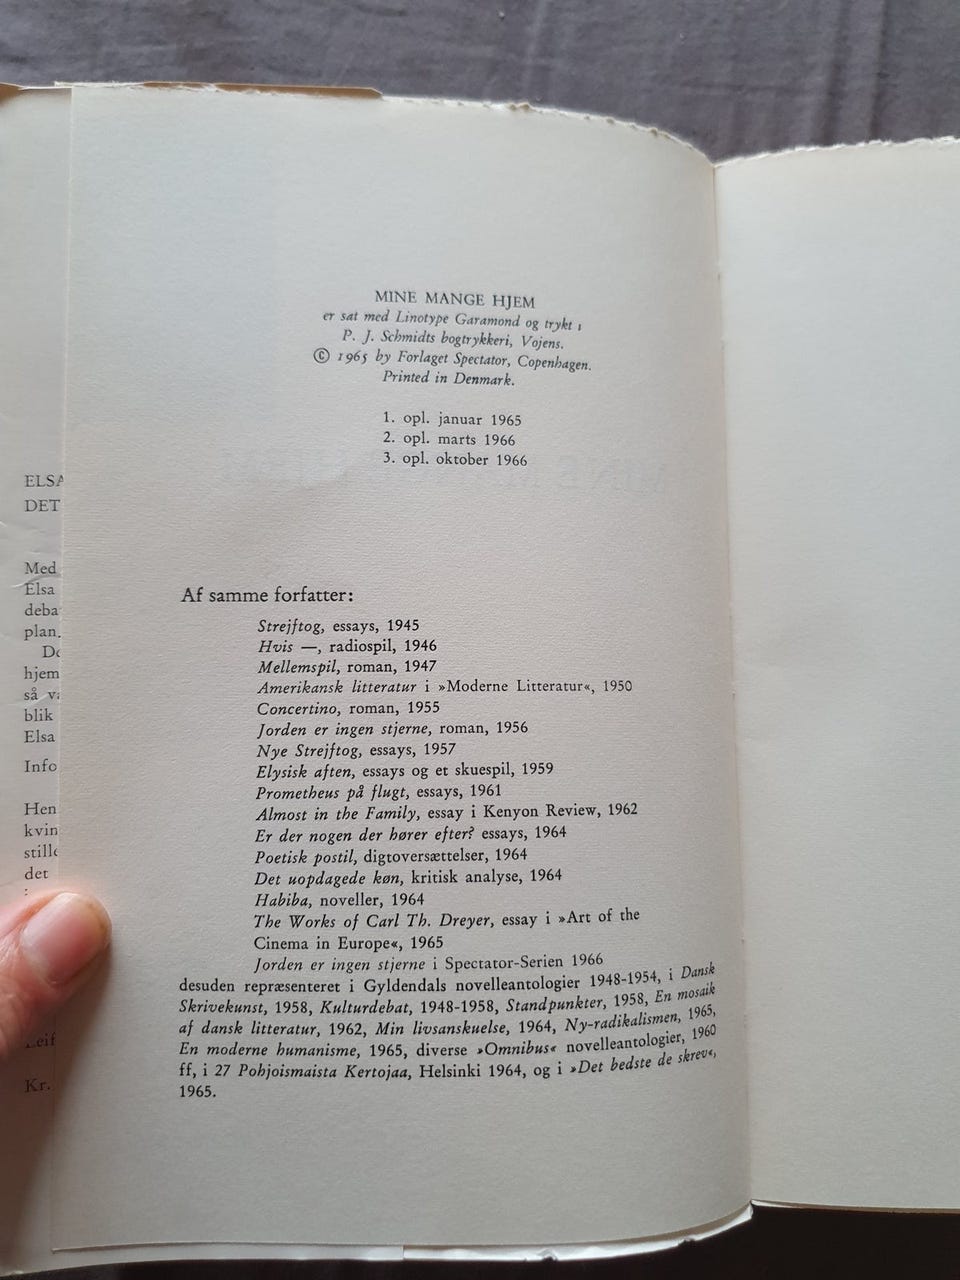 MINE MANGE HJEM
er sat med Linotype Garamond og trykt i
P. J. Schmidts bogtrykkeri, Vojens.
© 1965 by Forlaget Spectator, Copenhagen.
Printed in Denmark.
1. opl. januar 1965
2. opl. marts 1966
3. opl. oktober 1966
Af samme forfatter:
Strejftog, essays, 1945
Hvis —, radiospil, 1946
Mellemspil, roman, 1947
Amerikansk litteratur i »Moderne Litteratur«, 1950
Concertino, roman, 1955
Jorden er ingen stjerne, roman, 1956
Nye Strejftog, essays, 1957
Elysisk aften, essays og et skuespil, 1959
Prometheus på flugt, essays, 1961
Almost in the Family, essay i Kenyon Review, 1962
Er der nogen der hører efter? essays, 1964
Poetisk postil, digtoversættelser, 1964
Det uopdagede køn, kritisk analyse, 1964
Habiba, noveller, 1964
The Works of Carl Th. Dreyer, essay i »Art of the
Cinema in Europe«, 1965
Jorden er ingen stjerne i Spectator-Serien 1966
desuden repræsenteret i Gyldendals novelleantologier 1948-1954, i Dansk
Skrivekunst, 1958, Kulturdebat, 1948-1958, Standpunkter, 1958, En mosaik
af dansk litteratur, 1962, Min livsanskuelse, 1964, Ny-radikalismen, 1965,
En moderne humanisme, 1965, diverse »Omnibus« novelleantologier, 1960
ff, i 27 Pohjoismaista Kertojaa, Helsinki 1964, og i »Det bedste de skrev«,
1965.
ELSA
DET
Med
Elsa
deba
plan.
De
hjem
så va
blik
Elsa
Info
Hen
kvin
stille
det
Leif
Kr.